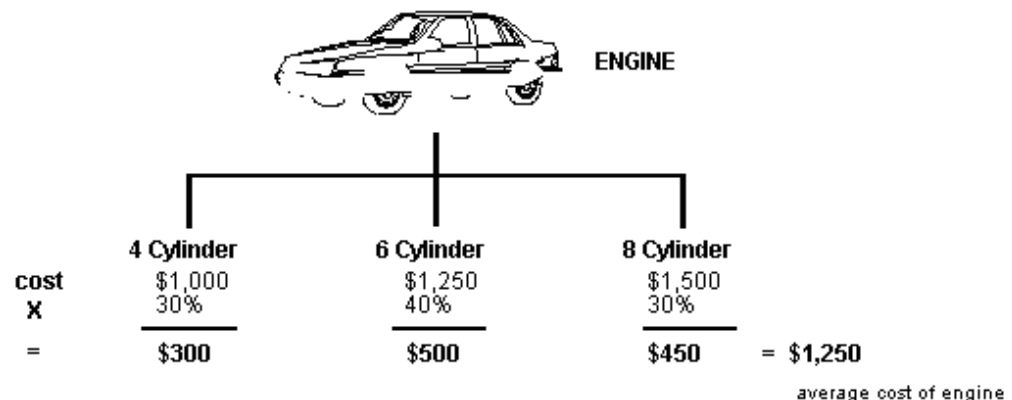 ENGINE
4 Cylinder 6 Cylinder 8 Cylinder
cost $1,000 $1,250 $1,500
X 30% 40% 30%
= $300 $500 $450 = $1,250
average cost of engine